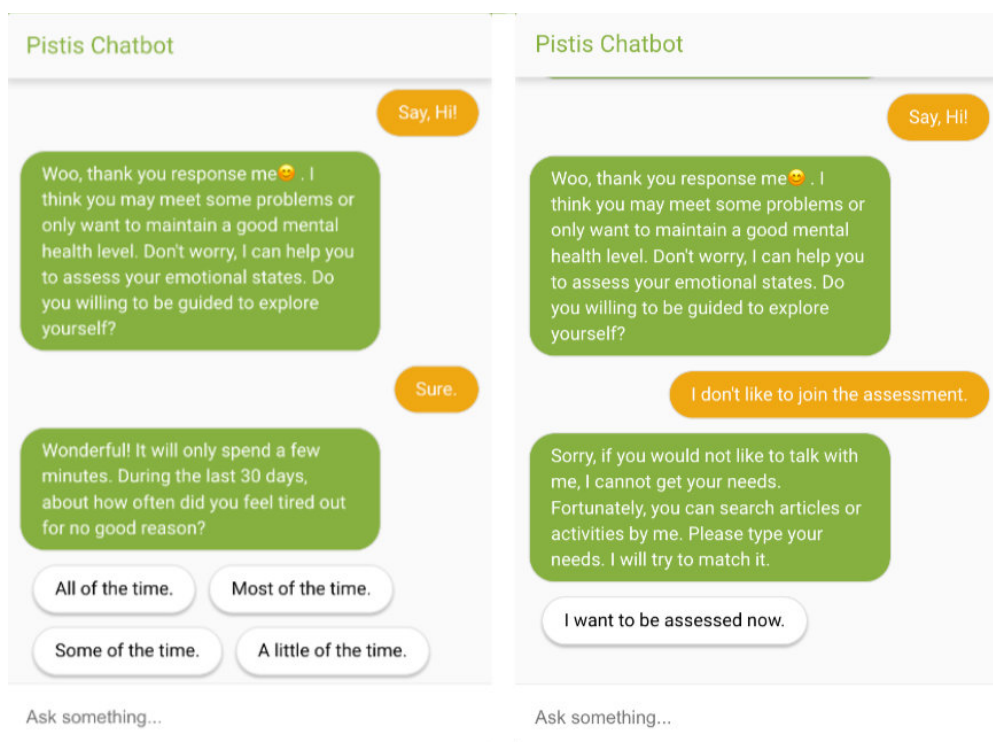 Pistis Chatbot
Say, Hi!
Woo, thank you response me😊 . I
think you may meet some problems or
only want to maintain a good mental
health level. Don't worry, I can help you
to assess your emotional states. Do
you willing to be guided to explore
yourself?
Sure.
Wonderful! It will only spend a few
minutes. During the last 30 days,
about how often did you feel tired out
for no good reason?
All of the time.
Most of the time.
Some of the time.
A little of the time.
Ask something...
Pistis Chatbot
Say, Hi!
Woo, thank you response me😊 . I
think you may meet some problems or
only want to maintain a good mental
health level. Don't worry, I can help you
to assess your emotional states. Do
you willing to be guided to explore
yourself?
I don't like to join the assessment.
Sorry, if you would not like to talk with
me, I cannot get your needs.
Fortunately, you can search articles or
activities by me. Please type your
needs. I will try to match it.
I want to be assessed now.
Ask something...